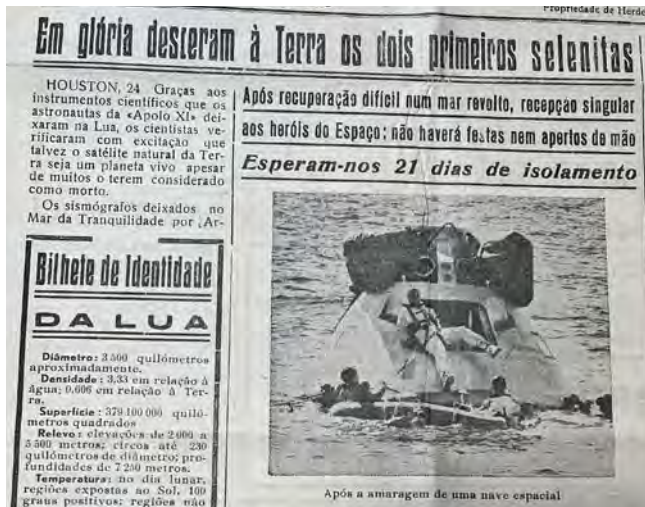 Propriedade de Herde
Em glória desceram à Terra os dois primeiros selenitas
HOUSTON, 24 Graças aos
instrumentos científicos que os
astronautas da «Apolo XI» dei-
xaram na Lua, os cientistas ve-
rificaram com excitação que
talvez o satélite natural da Ter-
ra seja um planeta vivo apesar
de muitos o terem considerado
como morto.
Os sismógrafos deixados no
Mar da Tranquilidade por Ar-
Após recuperação difícil num mar revolto, recepção singular
aos heróis do Espaço: não haverá festas nem apertos de mão
Esperam-nos 21 dias de isolamento
Bilhete de Identidade
DA LUA
Diâmetro: 3 500 quilómetros
aproximadamente.
Densidade: 3,33 em relação à
água; 0,606 em relação à Ter-
ra.
Superfície: 379 100 000 quiló-
metros quadrados
Relevo: elevações de 2 000 a
5 500 metros; circos até 230
quilómetros de diâmetro; pro-
fundidades de 7 250 metros.
Temperatura: no dia lunar,
regiões expostas ao Sol, 100
graus positivos; regiões não
Após a amaragem de uma nave espacial